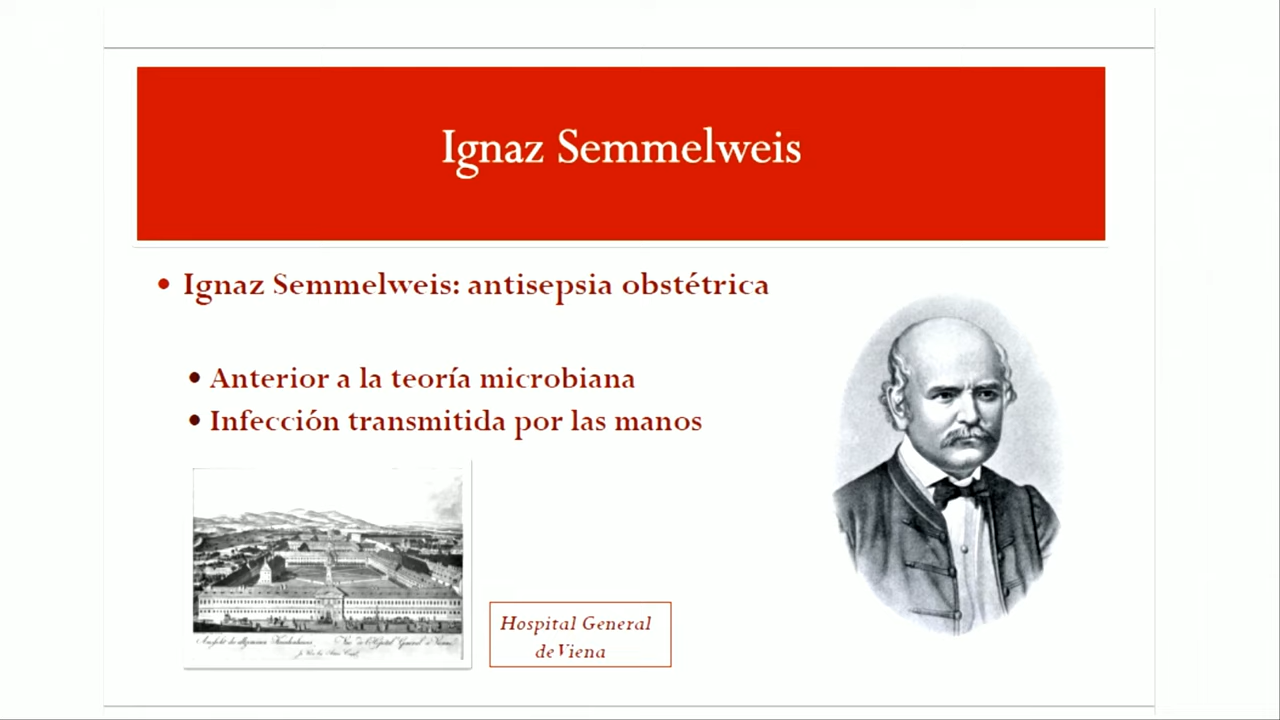 Ignaz Semmelweis
Ignaz Semmelweis: antisepsia obstétrica
Anterior a la teoría microbiana
Infección transmitida por las manos
Hospital General
de Viena